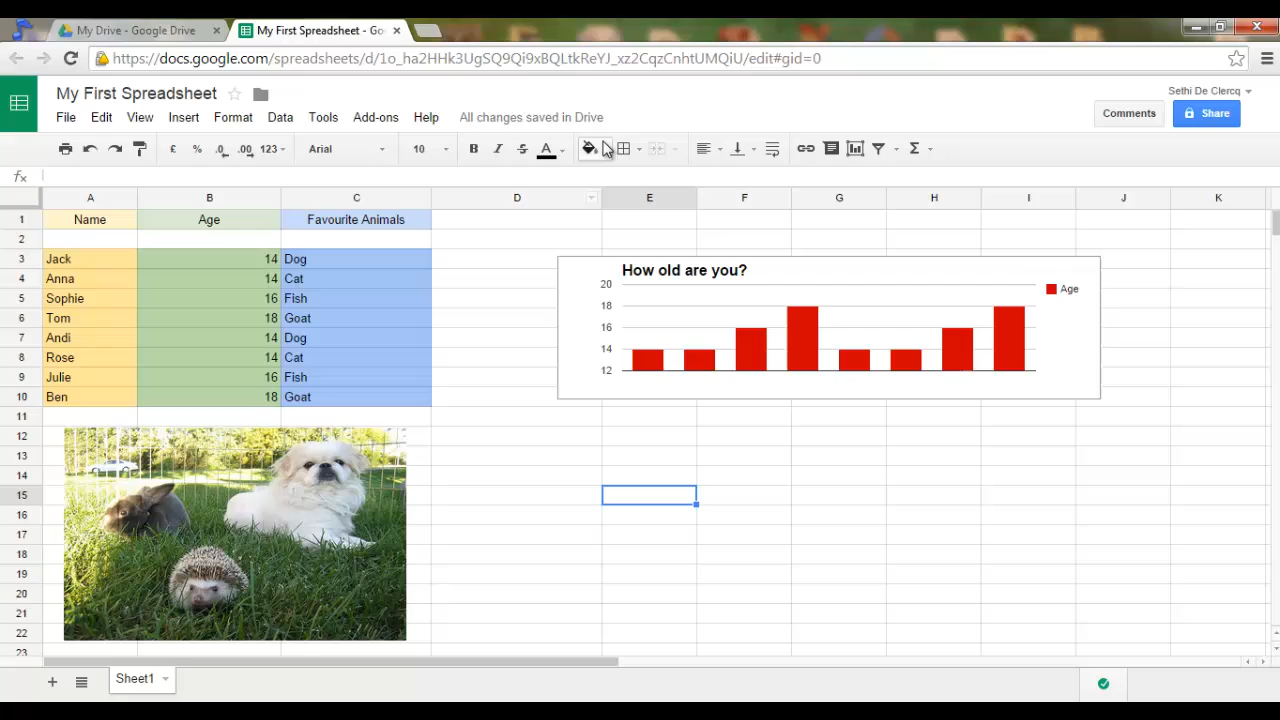 My Drive - Google Drive
My First Spreadsheet - Go
https://docs.google.com/spreadsheets/d/1o_ha2HHk3UgSQ9Qi9xBQLtkReYJ_xz2CqzCnhtUMQiU/edit#gid=0
My First Spreadsheet
Sethi De Clercq
File Edit View Insert Format Data Tools Add-ons Help All changes saved in Drive
Comments Share
£ % .0 .00 123 Arial 10 B I S A Σ
fx
A B C D E F G H I J K
1 Name Age Favourite Animals
2
3 Jack 14 Dog
4 Anna 14 Cat
5 Sophie 16 Fish
6 Tom 18 Goat
7 Andi 14 Dog
8 Rose 14 Cat
9 Julie 16 Fish
10 Ben 18 Goat
How old are you?
20
18
16
14
12
Age
11
12
13
14
15
16
17
18
19
20
21
22
23
Sheet1